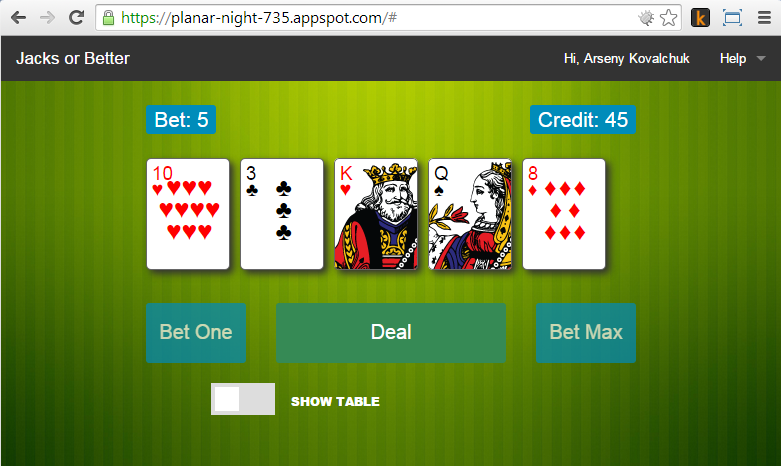 https://planar-night-735.appspot.com/#
Jacks or Better
Hi, Arseny Kovalchuk
Help
Bet: 5
Credit: 45
10
3
K
Q
8
Bet One
Deal
Bet Max
SHOW TABLE